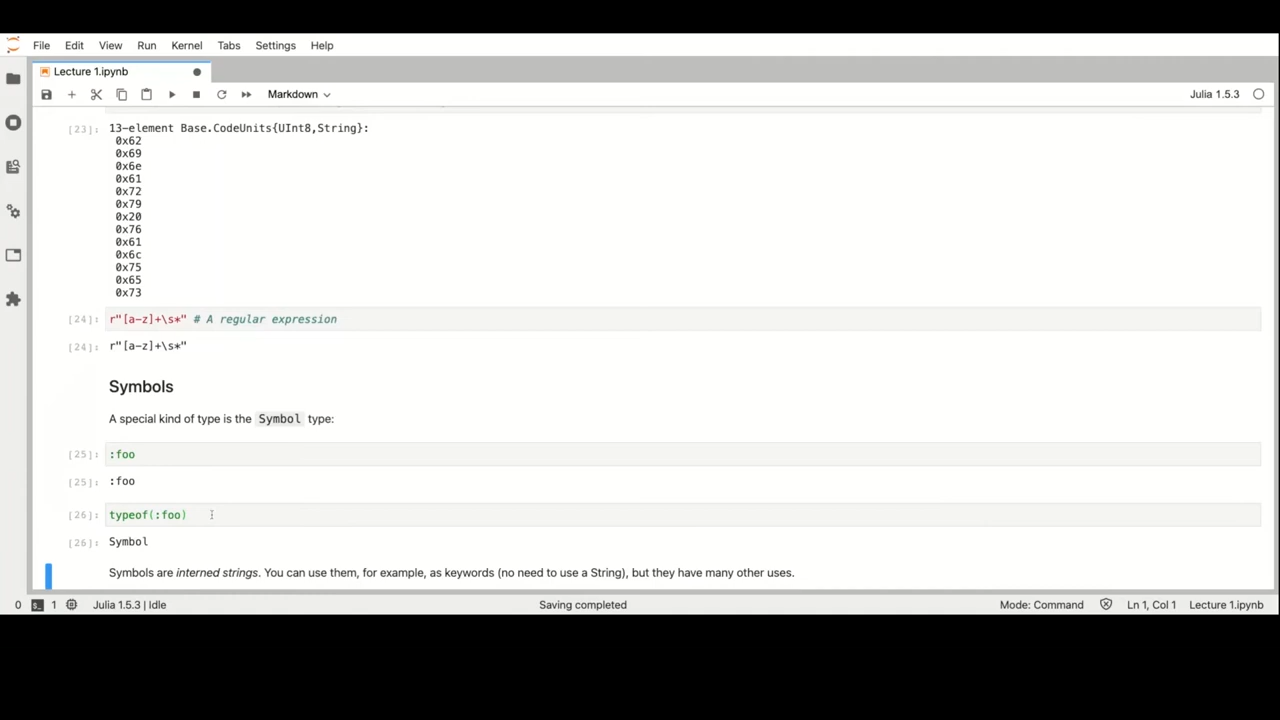 File Edit View Run Kernel Tabs Settings Help
Lecture 1.ipynb
Markdown
Julia 1.5.3
[23]: 13-element Base.CodeUnits{UInt8,String}:
0x62
0x69
0x6e
0x61
0x72
0x79
0x20
0x76
0x61
0x6c
0x75
0x65
0x73
[24]: r"[a-z]+\s*" # A regular expression
[24]: r"[a-z]+\s*"
Symbols
A special kind of type is the Symbol type:
[25]: :foo
[25]: :foo
[26]: typeof(:foo)
[26]: Symbol
Symbols are interned strings. You can use them, for example, as keywords (no need to use a String), but they have many other uses.
0 $_ 1 Julia 1.5.3 | Idle Saving completed Mode: Command Ln 1, Col 1 Lecture 1.ipynb